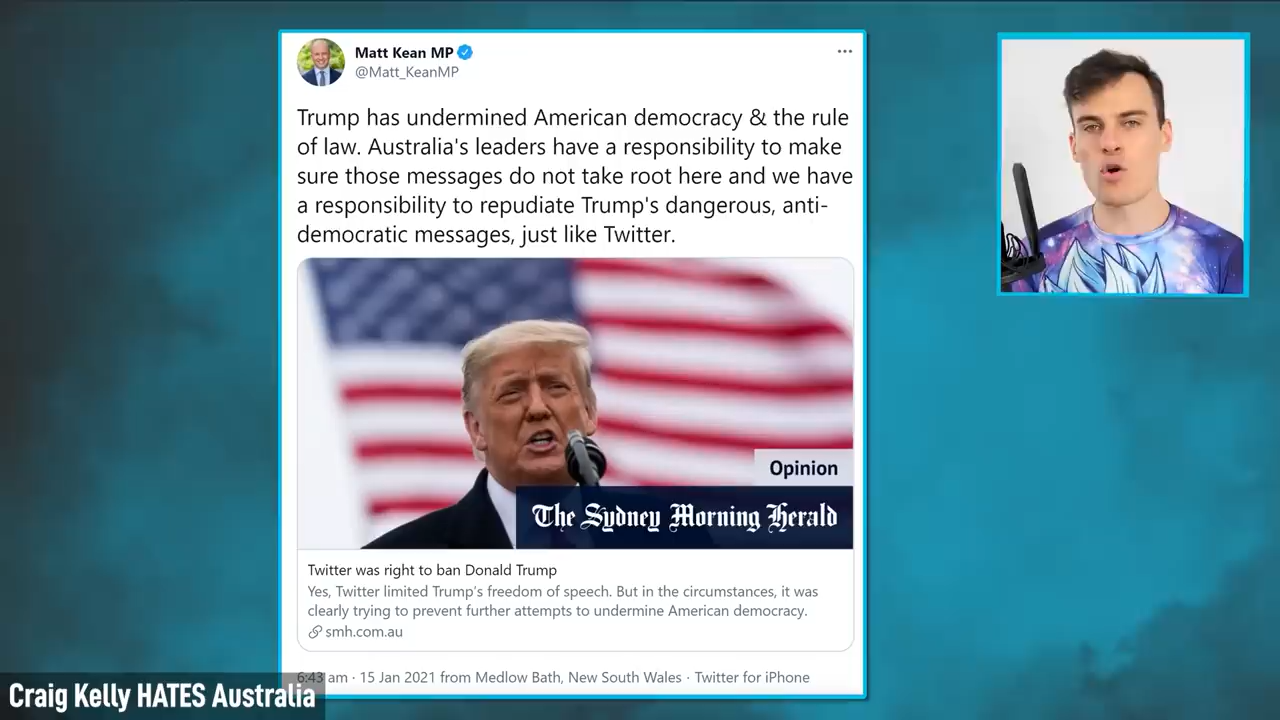 Matt Kean MP
@Matt_KeanMP
Trump has undermined American democracy & the rule
of law. Australia's leaders have a responsibility to make
sure those messages do not take root here and we have
a responsibility to repudiate Trump's dangerous, anti-
democratic messages, just like Twitter.
Opinion
The Sydney Morning Herald
Twitter was right to ban Donald Trump
Yes, Twitter limited Trump's freedom of speech. But in the circumstances, it was
clearly trying to prevent further attempts to undermine American democracy.
smh.com.au
6:43 am · 15 Jan 2021 from Medlow Bath, New South Wales · Twitter for iPhone
Craig Kelly HATES Australia